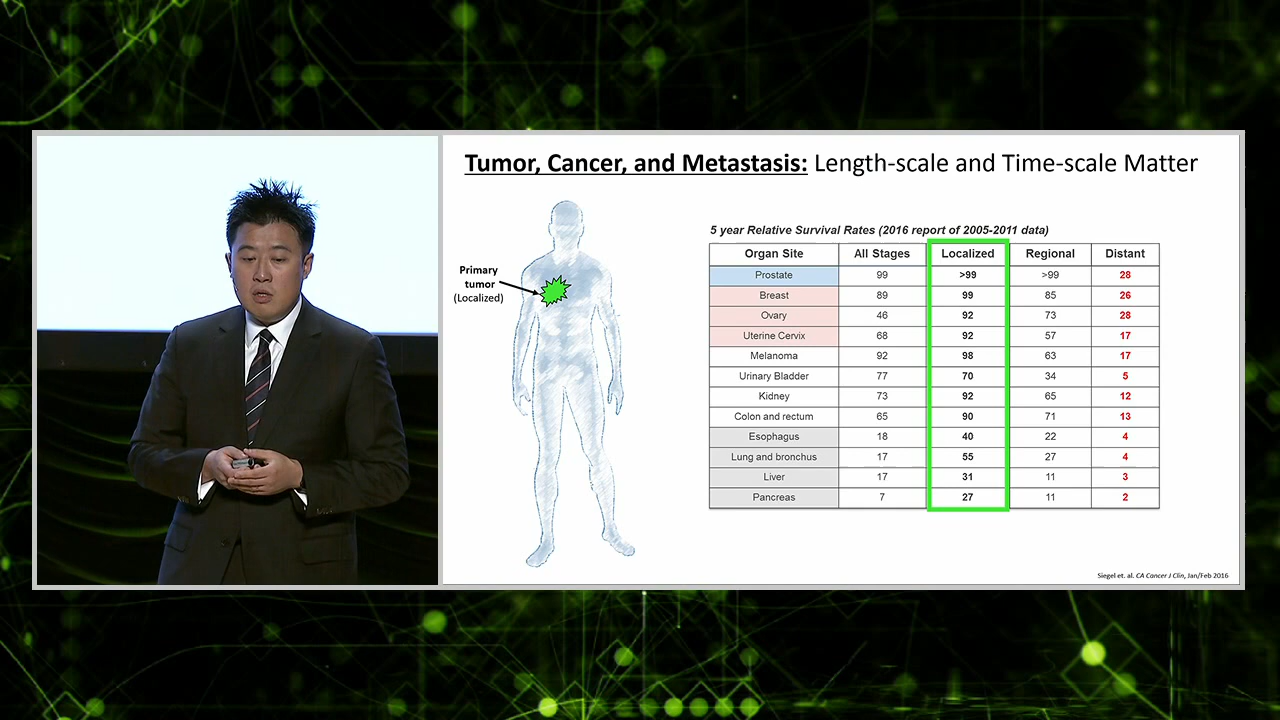 Tumor, Cancer, and Metastasis: Length-scale and Time-scale Matter
Primary
tumor
(Localized)
5 year Relative Survival Rates (2016 report of 2005-2011 data)
Organ Site All Stages Localized Regional Distant
Prostate 99 >99 >99 28
Breast 89 99 85 26
Ovary 46 92 73 28
Uterine Cervix 68 92 57 17
Melanoma 92 98 63 17
Urinary Bladder 77 70 34 5
Kidney 73 92 65 12
Colon and rectum 65 90 71 13
Esophagus 18 40 22 4
Lung and bronchus 17 55 27 4
Liver 17 31 11 3
Pancreas 7 27 11 2
Siegel et. al. CA Cancer J Clin, Jan/Feb 2016